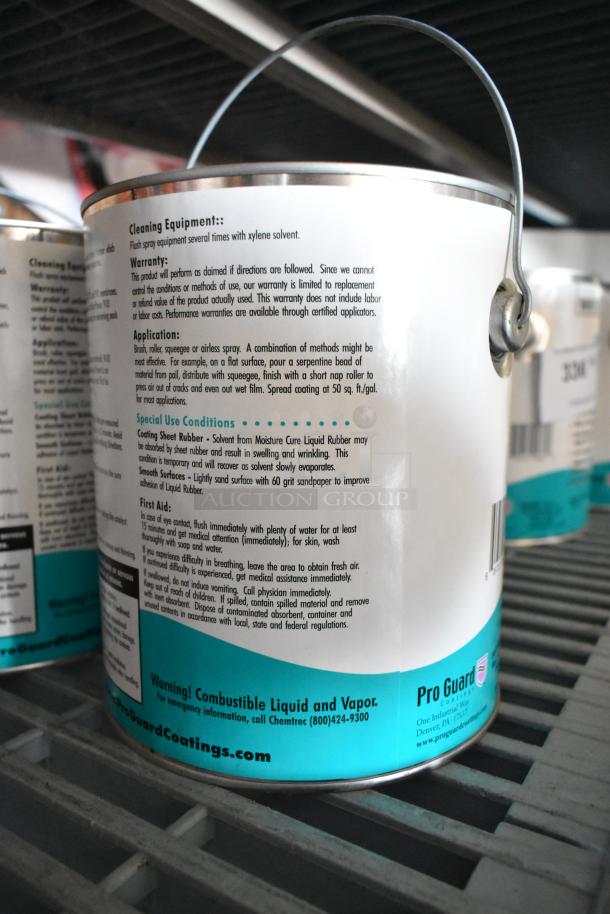 Cleaning Equipment::
Flush spray equipment several times with xylene solvent.
Warranty:
This product will perform as claimed if directions are followed. Since we cannot
control the conditions or methods of use, our warranty is limited to replacement
or refund value of the product actually used. This warranty does not include labor
or labor costs. Performance warranties are available through certified applicators.
Application:
Brush, roller, squeegee or airless spray. A combination of methods might be
most effective. For example, on a flat surface, pour a serpentine bead of
material from pail, distribute with squeegee, finish with a short nap roller to
press air out of cracks and even out wet film. Spread coating at 50 sq. ft./gal.
for most applications.
Special Use Conditions
Coating Sheet Rubber - Solvent from Moisture Cure Liquid Rubber may
be absorbed by sheet rubber and result in swelling and wrinkling. This
condition is temporary and will recover as solvent slowly evaporates.
Smooth Surfaces - Lightly sand surface with 60 grit sandpaper to improve
adhesion of Liquid Rubber.
AUCTION GROUP
First Aid:
In case of eye contact, flush immediately with plenty of water for at least
15 minutes and get medical attention (immediately); for skin, wash
thoroughly with soap and water.
If you experience difficulty in breathing, leave the area to obtain fresh air.
If continued difficulty is experienced, get medical assistance immediately.
If swallowed, do not induce vomiting. Call physician immediately.
Keep out of reach of children. If spilled, contain spilled material and remove
with inert absorbent. Dispose of contaminated absorbent, container and
unused contents in accordance with local, state and federal regulations.
Warning! Combustible Liquid and Vapor.
For emergency information, call Chemtrec (800)424-9300
ProGuardCoatings.com
Pro Guard
Coatings
One Industrial Way
Denver, PA 17517
www.proguardcoatings.com